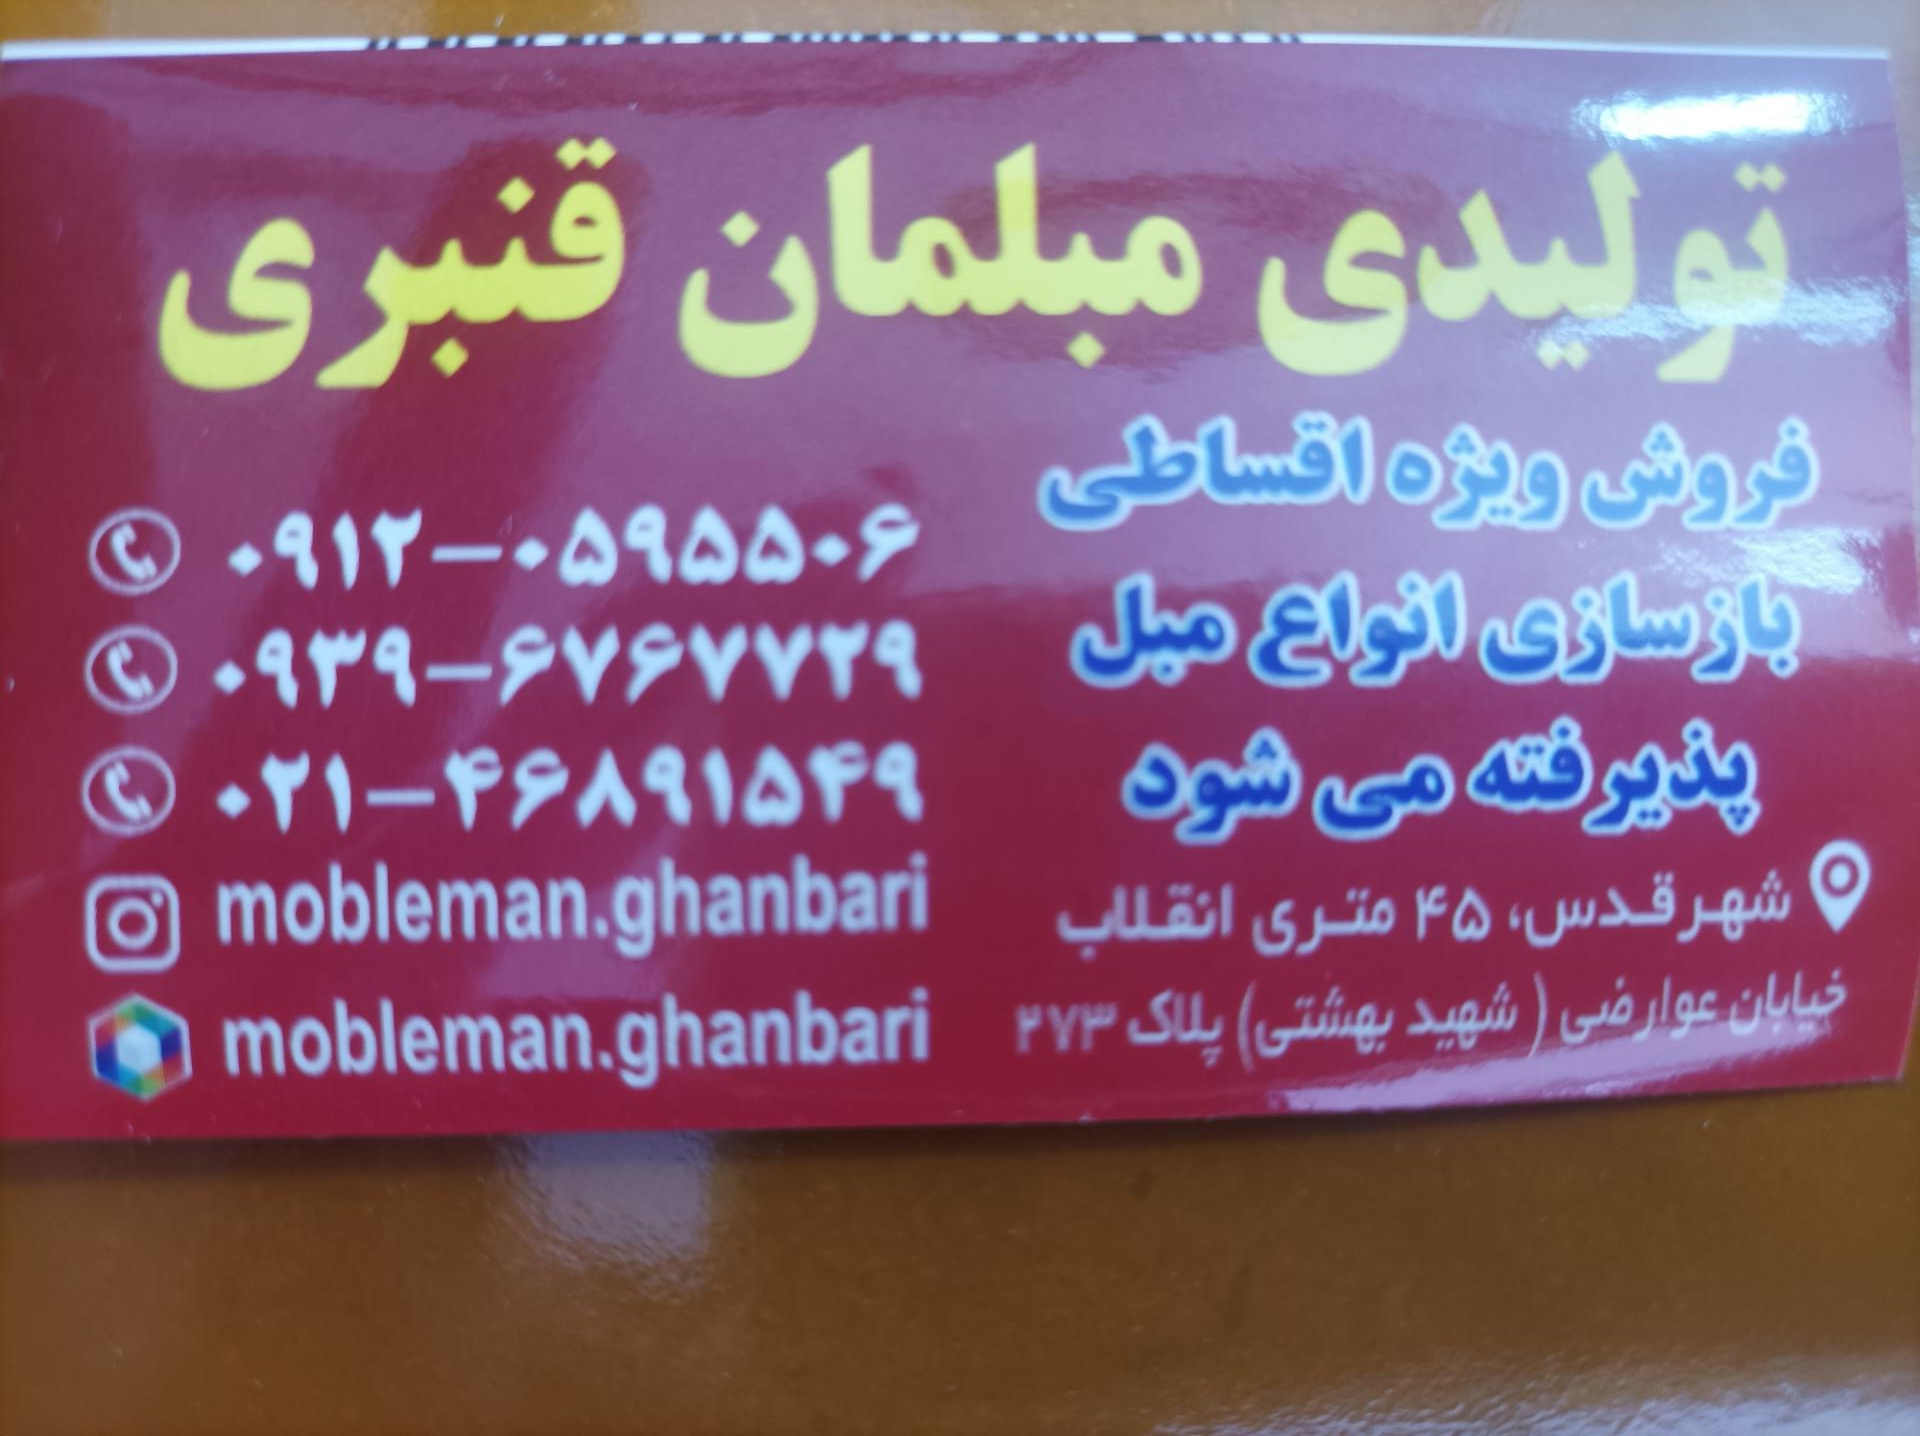 تولیدی مبلمان قنبری
فروش ویژه اقساطی
بازسازی انواع مبل
پذیرفته می شود
۰۹۱۲-۰۵۹۵۵۰۶
۰۹۳۹-۶۷۶۷۷۲۹
۰۲۱-۴۶۸۹۱۵۴۹
mobleman.ghanbari
mobleman.ghanbari
شهرقدس، ۴۵ متری انقلاب
خیابان عوارضی ( شهید بهشتی) پلاک ۲۷۳